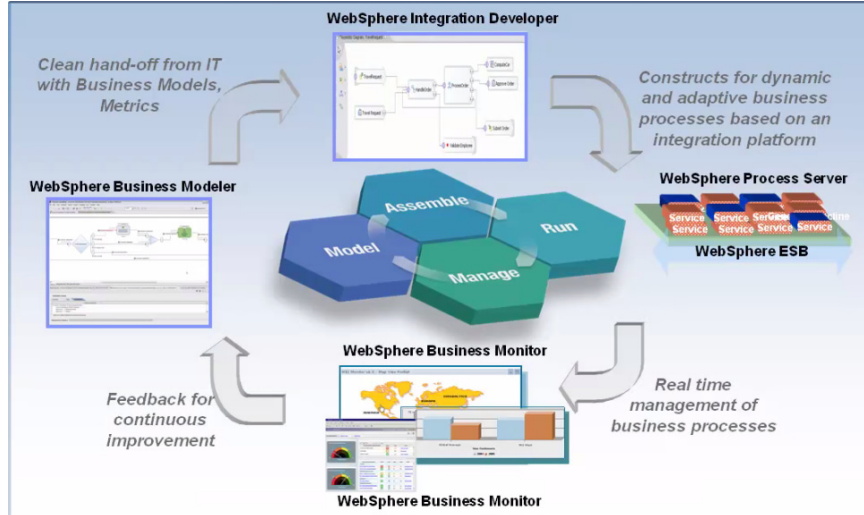 WebSphere Integration Developer
Clean hand-off from IT
with Business Models,
Metrics
Constructs for dynamic
and adaptive business
processes based on an
integration platform
WebSphere Business Modeler
WebSphere Process Server
Service
Service
Service
Service
Service
Service
Service
WebSphere ESB
Assemble
Model
Run
Manage
WebSphere Business Monitor
Feedback for
continuous
improvement
Real time
management of
business processes
WebSphere Business Monitor